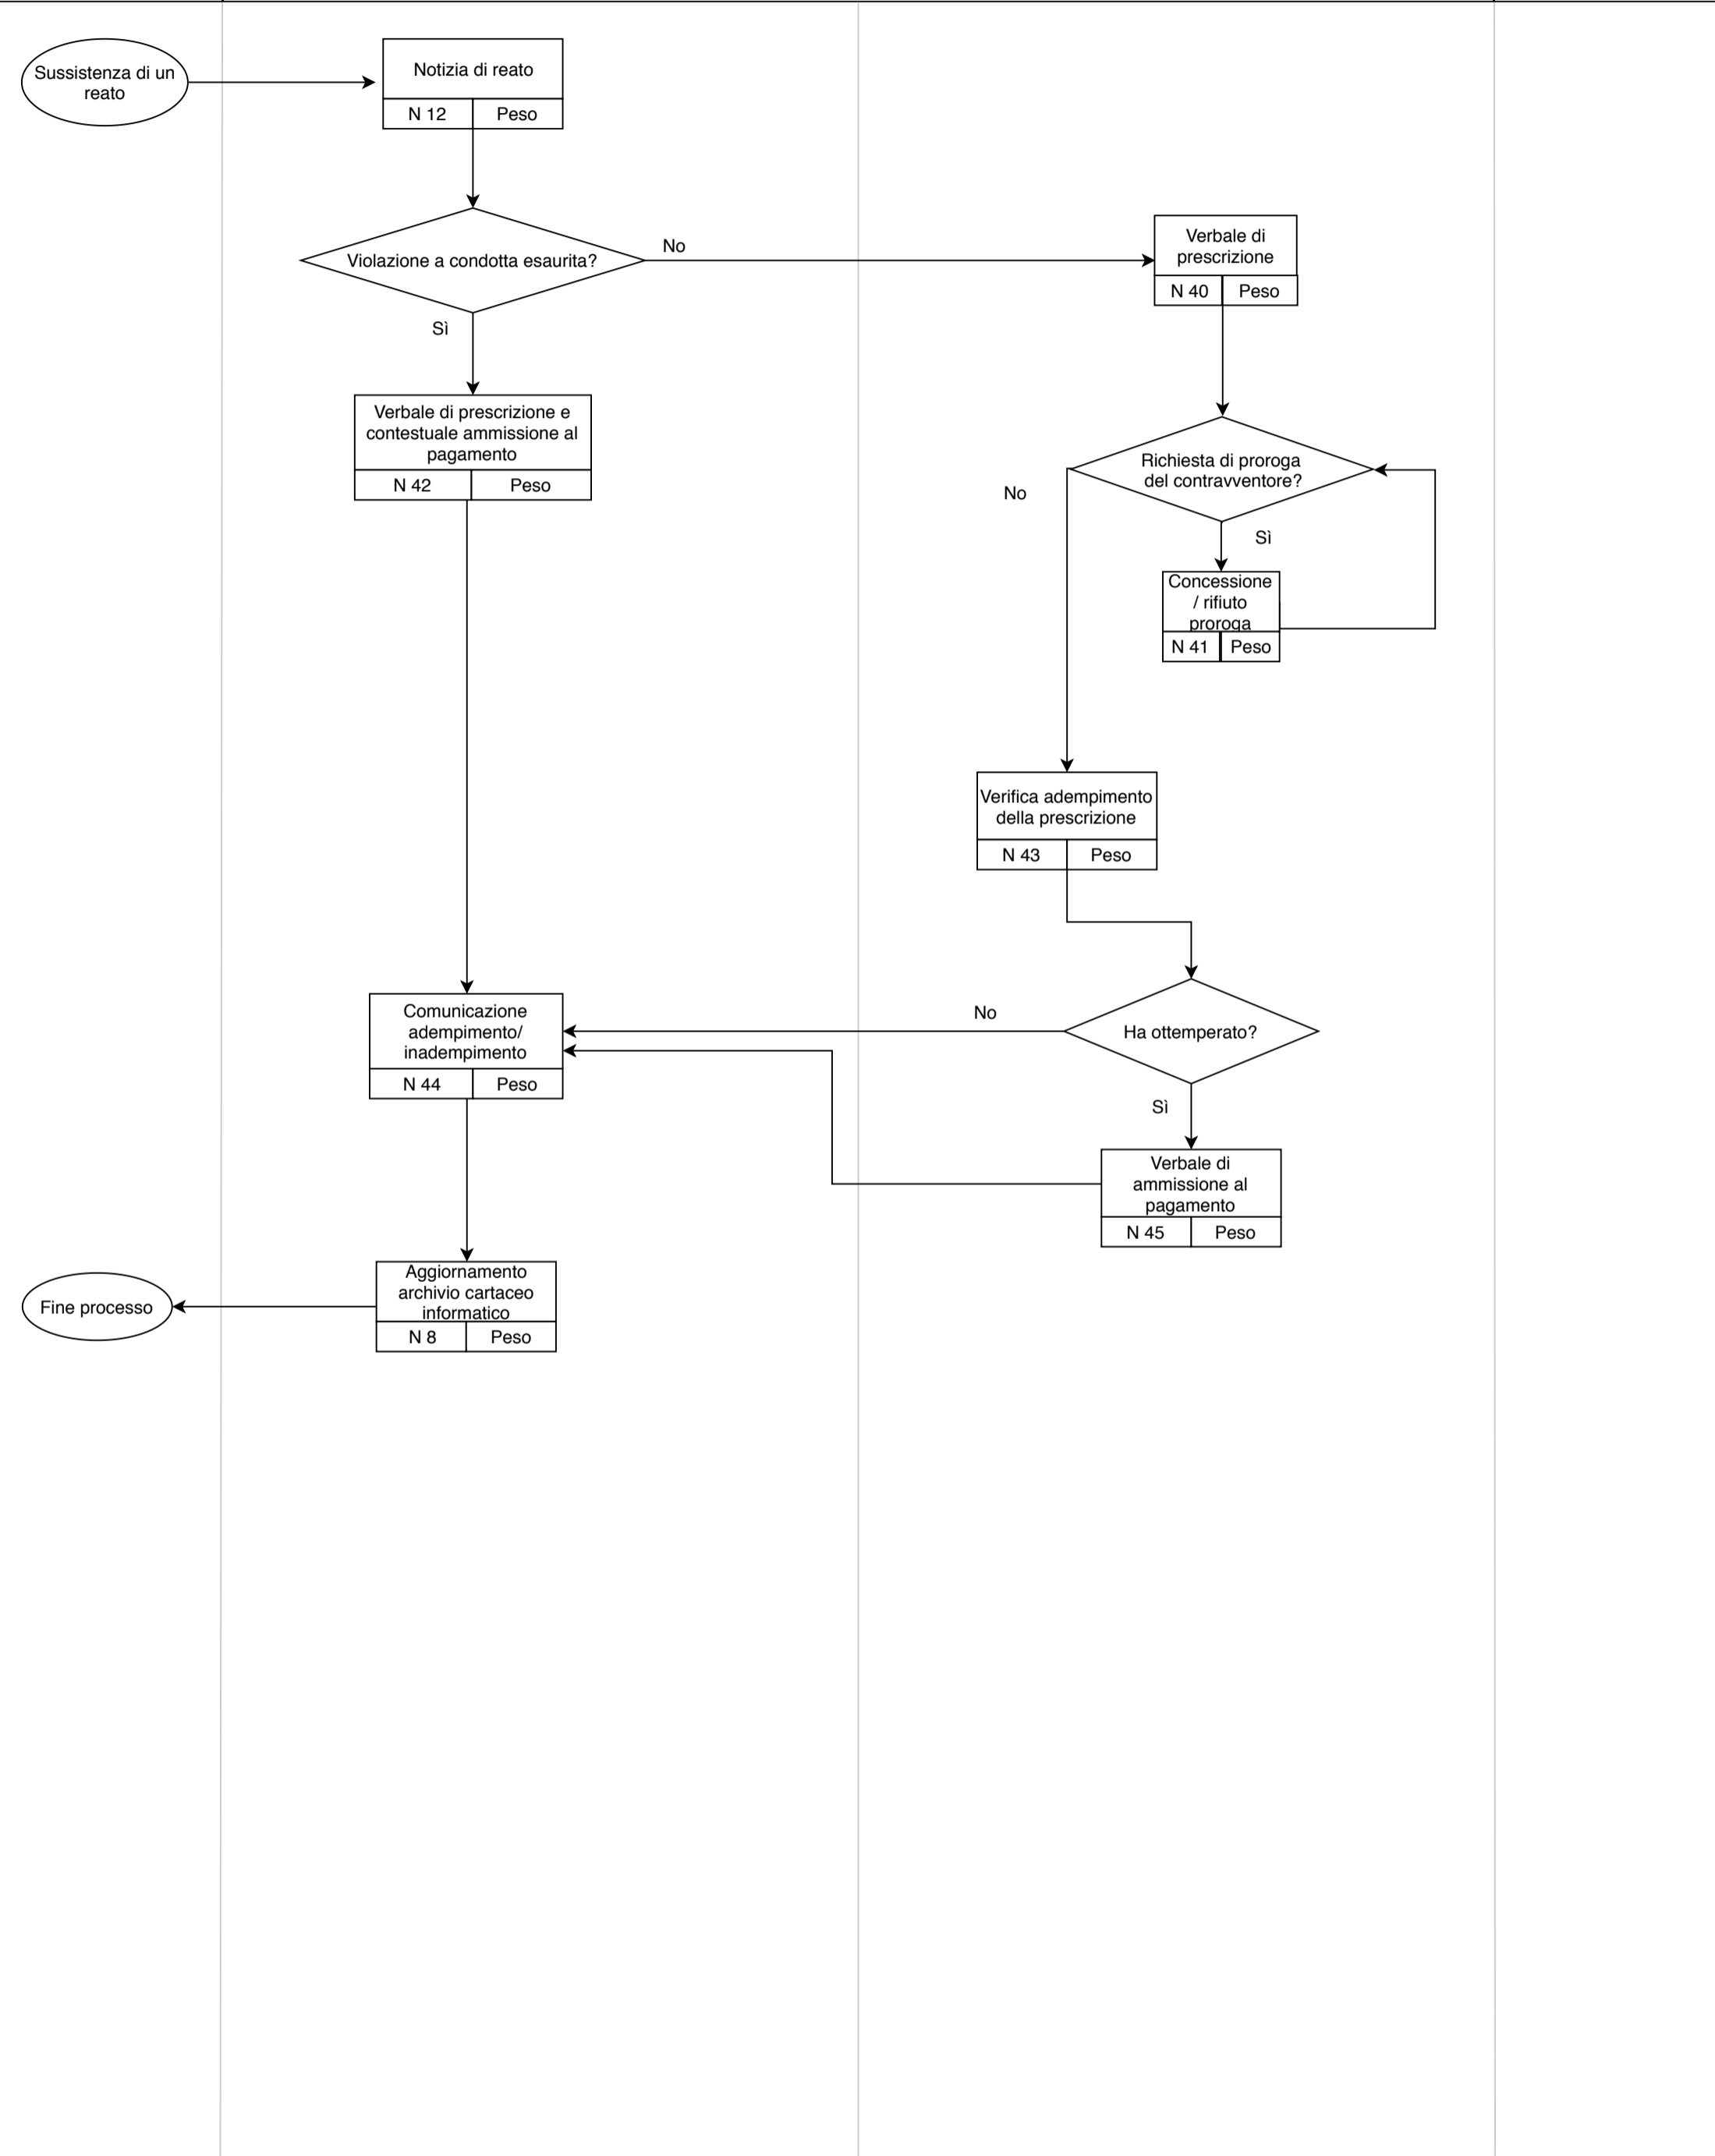 Sussistenza di un
reato
Notizia di reato
N 12
Peso
Violazione a condotta esaurita?
No
Sì
Verbale di
prescrizione
N 40
Peso
Verbale di prescrizione e
contestuale ammissione al
pagamento
N 42
Peso
Richiesta di proroga
del contravventore?
No
Sì
Concessione
/ rifiuto
proroga
N 41
Peso
Verifica adempimento
della prescrizione
N 43
Peso
Comunicazione
adempimento/
inadempimento
N 44
Peso
No
Ha ottemperato?
Sì
Verbale di
ammissione al
pagamento
N 45
Peso
Aggiornamento
archivio cartaceo
informatico
N 8
Peso
Fine processo